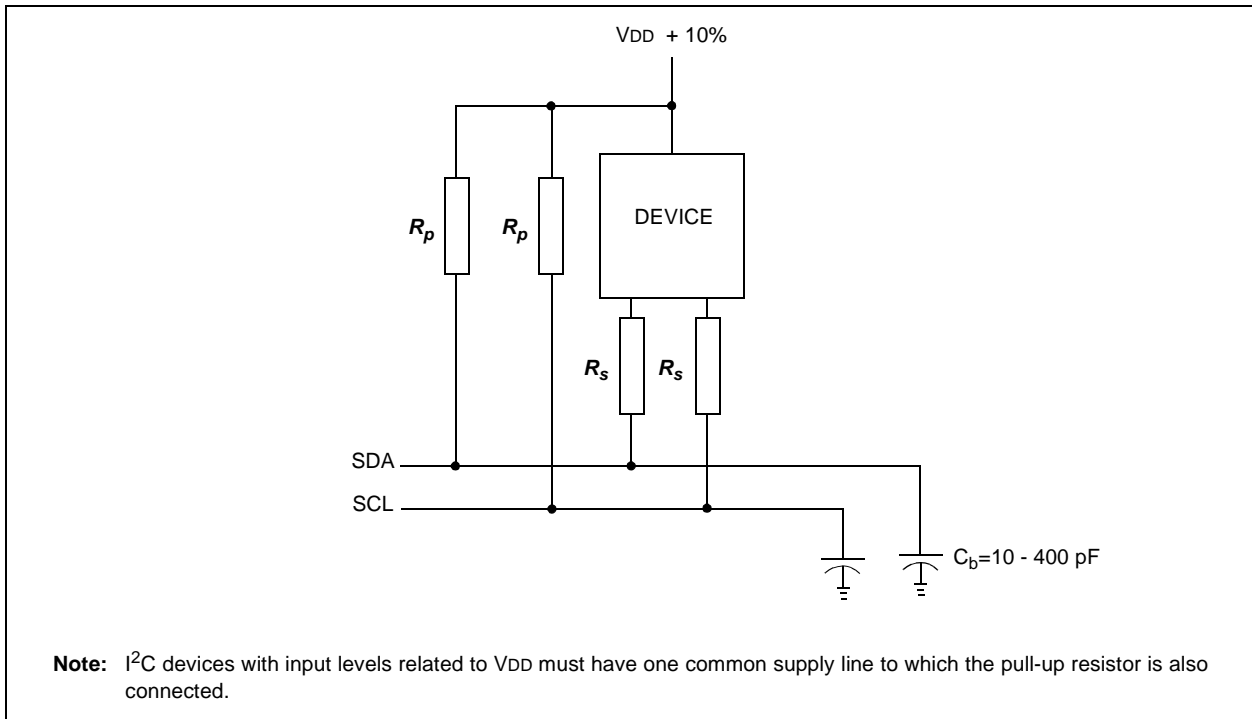 VDD + 10%
DEVICE
Rp Rp
Rs Rs
SDA
SCL
Cb=10 - 400 pF
Note: I2C devices with input levels related to VDD must have one common supply line to which the pull-up resistor is also
connected.